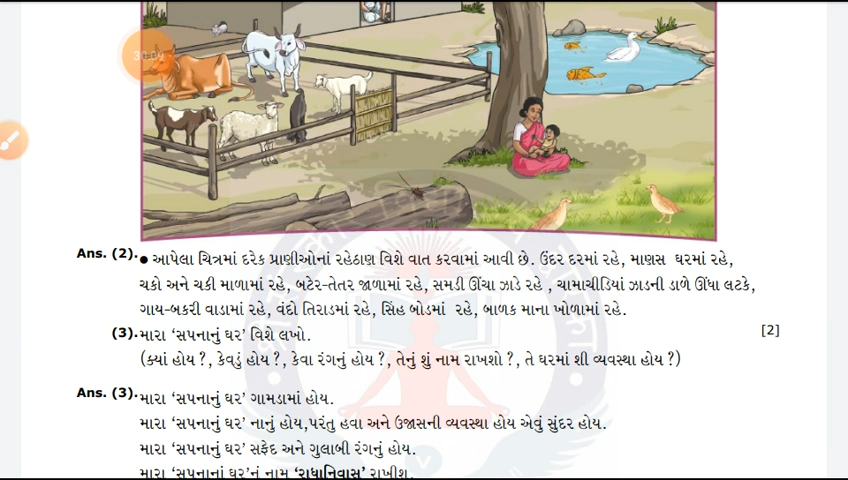 Ans. (2). • આપેલા ચિત્રમાં દરેક પ્રાણીઓનાં રહેઠાણ વિશે વાત કરવામાં આવી છે. ઉંદર દરમાં રહે, માણસ ઘરમાં રહે,
ચકો અને ચકી માળામાં રહે, બટેર-તેતર જાળામાં રહે, સમડી ઊંચા ઝાડે રહે , ચામાચીડિયાં ઝાડની ડાળે ઊંધા લટકે,
ગાય-બકરી વાડામાં રહે, વંદો તિરાડમાં રહે, સિંહ બોડમાં રહે, બાળક માના ખોળામાં રહે.
(3). મારા ‘સપનાનું ઘર’ વિશે લખો. [2]
(ક્યાં હોય ?, કેવડું હોય ?, કેવા રંગનું હોય ?, તેનું શું નામ રાખશો ?, તે ઘરમાં શી વ્યવસ્થા હોય ?)
Ans. (3). મારા ‘સપનાનું ઘર’ ગામડામાં હોય.
મારા ‘સપનાનું ઘર’ નાનું હોય,પરંતુ હવા અને ઉજાસની વ્યવસ્થા હોય એવું સુંદર હોય.
મારા ‘સપનાનું ઘર’ સફેદ અને ગુલાબી રંગનું હોય.
મારા ‘સપનાનાં ઘર’નું નામ ‘રાધાનિવાસ’ રાખીશ.